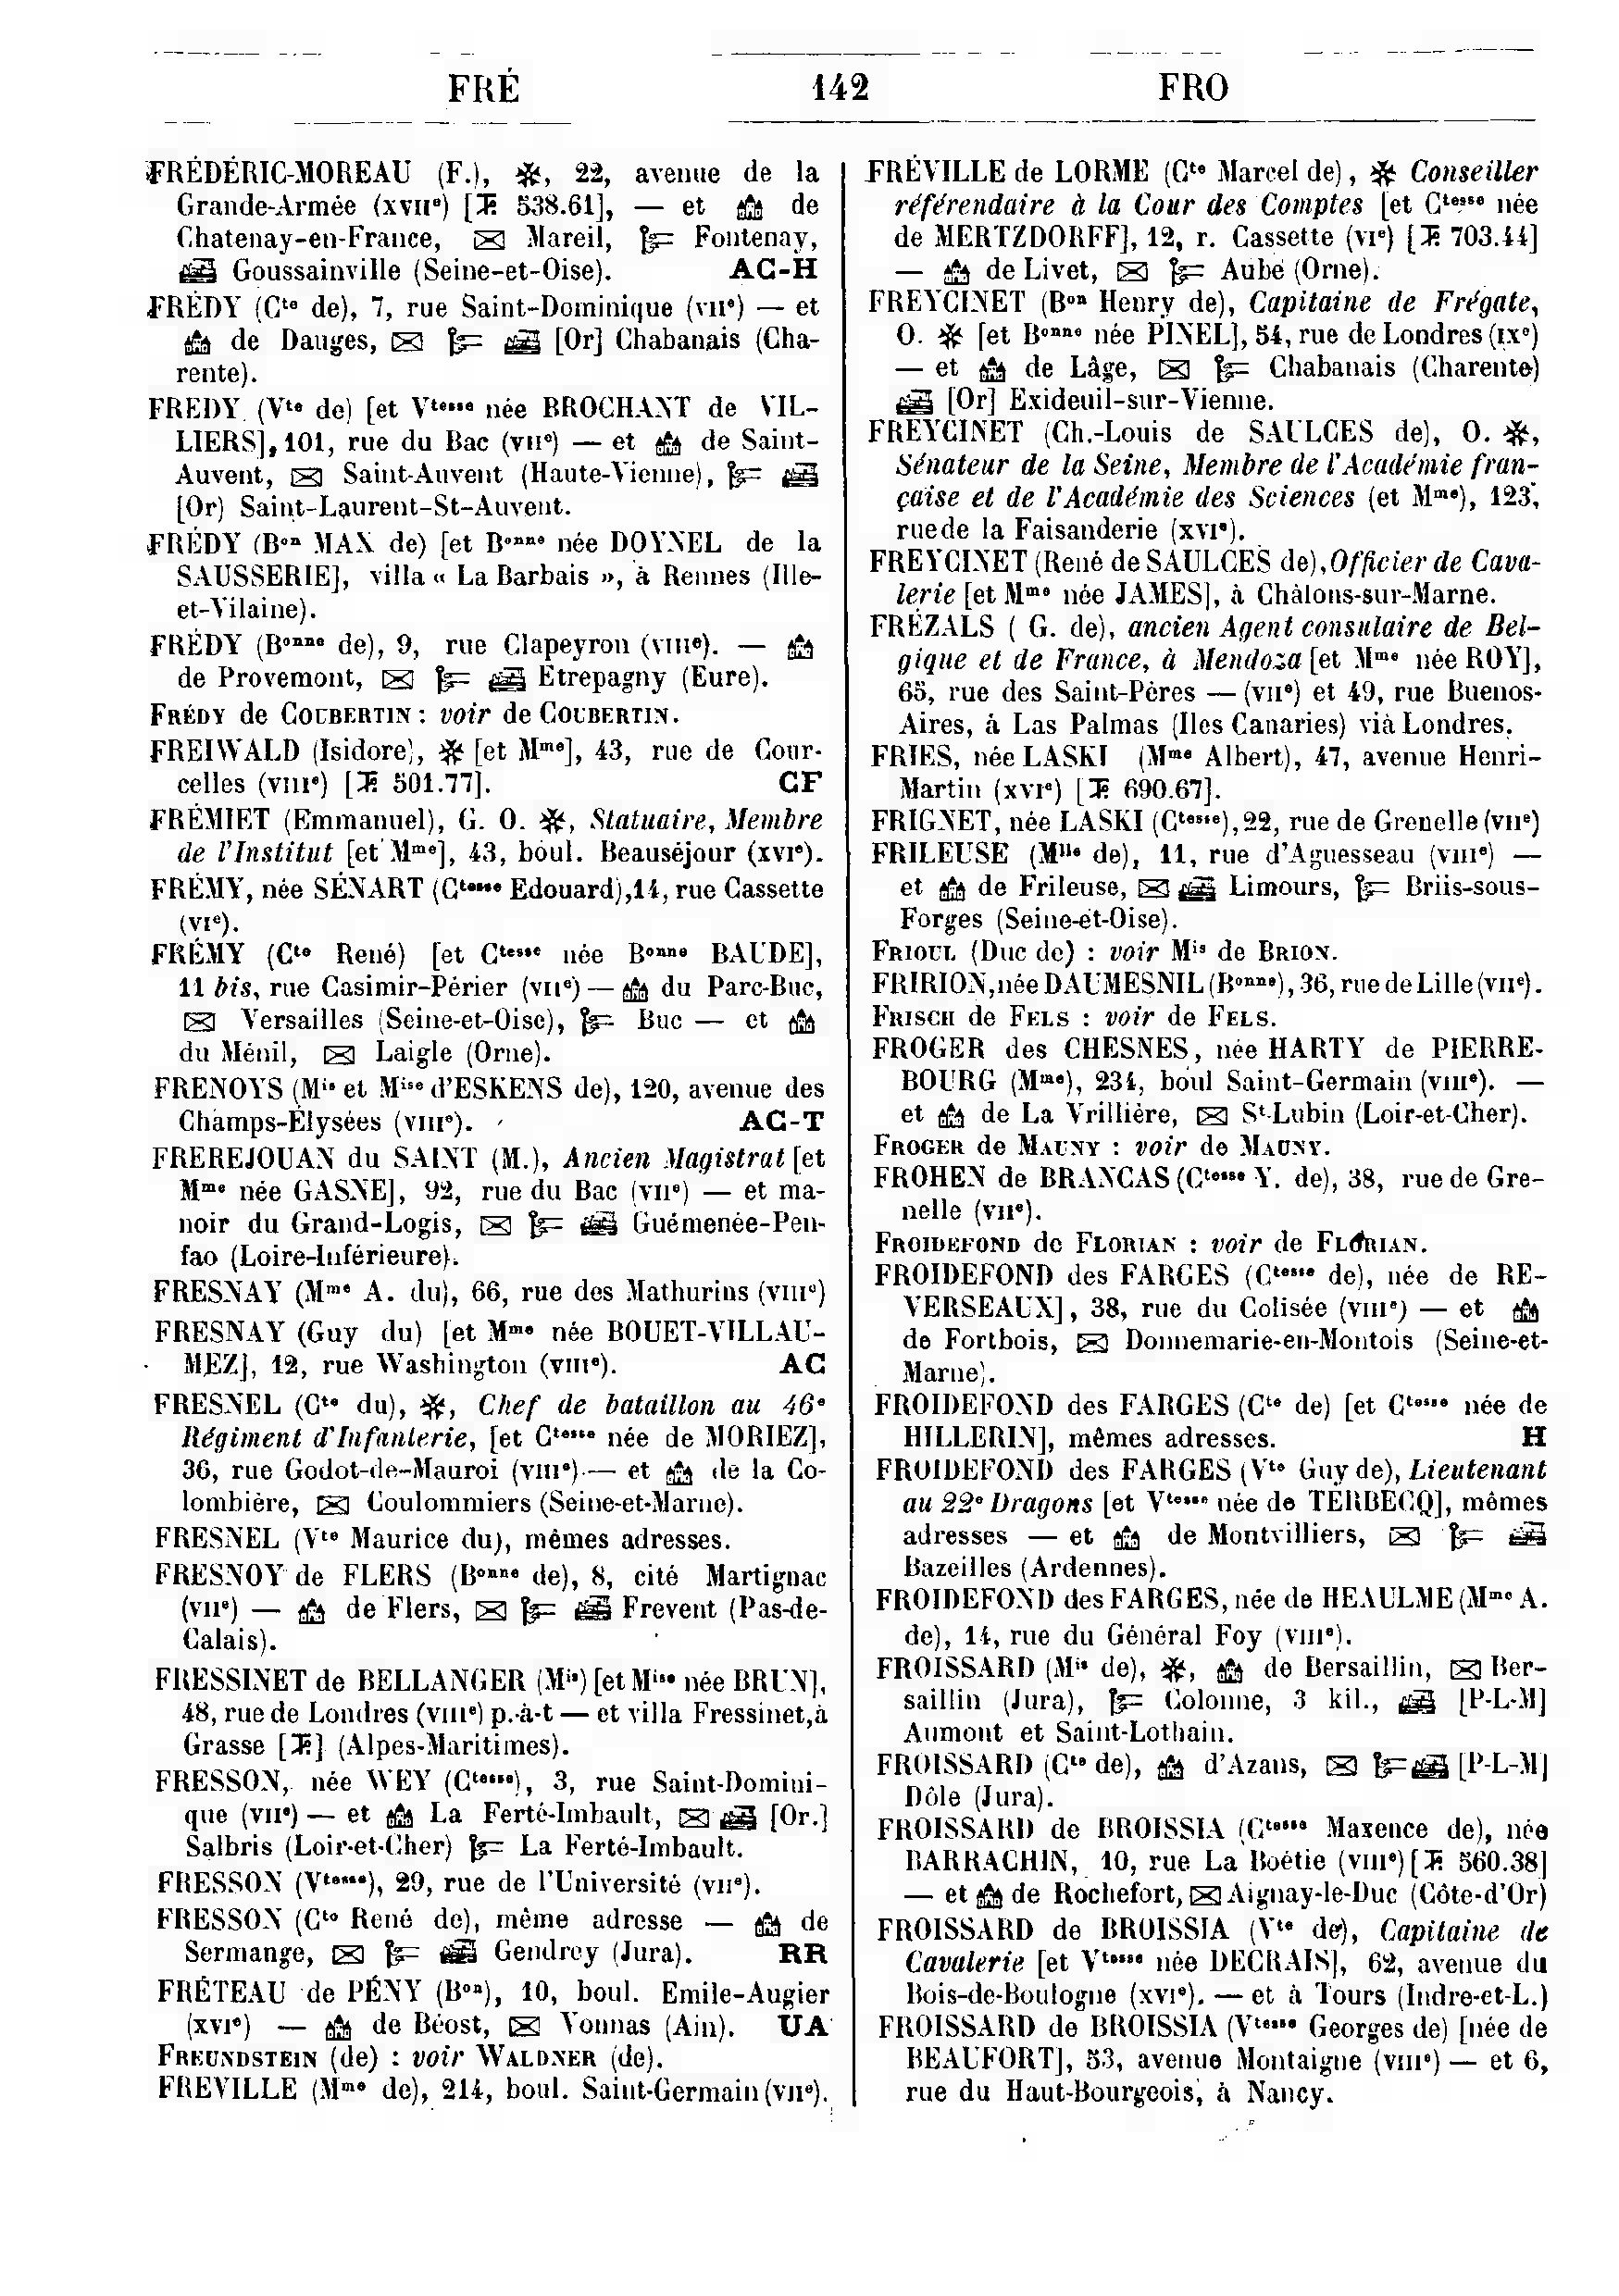 FRÉ 142 FRO
FRÉDÉRIC-MOREAU (F.), ✻, 22, avenue de la
Grande-Armée (XVIIe) [T. 538.61], — et de
Chatenay-en-France, Mareil, Fontenay,
Goussainville (Seine-et-Oise). AC-H
FRÉDY (Cte de), 7, rue Saint-Dominique (VIIe) — et
de Dauges, [Or] Chabanais (Cha-
rente).
FREDY (Vte de) [et Vtesse née BROCHANT de VIL-
LIERS], 101, rue du Bac (VIIe) — et de Saint-
Auvent, Saint-Auvent (Haute-Vienne),
[Or) Saint-Laurent-St-Auvent.
FRÉDY (Bon MAX de) [et Bonne née DOYNEL de la
SAUSSERIE], villa « La Barbais », à Rennes (Ille-
et-Vilaine).
FRÉDY (Bonne de), 9, rue Clapeyron (VIIIe). —
de Provemont, Etrepagny (Eure).
FRÉDY de COUBERTIN : voir de COUBERTIN.
FREIWALD (Isidore), ✻ [et Mme], 43, rue de Cour-
celles (VIIIe) [T. 501.77]. CF
FRÉMIET (Emmanuel), G. O. ✻, Statuaire, Membre
de l'Institut [et Mme], 43, boul. Beauséjour (XVIe).
FRÉMY, née SÉNART (Ctesse Edouard), 14, rue Cassette
(VIe).
FRÉMY (Cte René) [et Ctesse née Bonne BAUDE],
11 bis, rue Casimir-Périer (VIIe) — du Parc-Buc,
Versailles (Seine-et-Oise), Buc — et
du Ménil, Laigle (Orne).
FRENOYS (Mis et Mise d'ESKENS de), 120, avenue des
Champs-Élysées (VIIIe). AC-T
FREREJOUAN du SAINT (M.), Ancien Magistrat [et
Mme née GASNE], 92, rue du Bac (VIIe) — et ma-
noir du Grand-Logis, Guémenée-Pen-
fao (Loire-Inférieure).
FRESNAY (Mme A. du), 66, rue des Mathurins (VIIIe)
FRESNAY (Guy du) [et Mme née BOUET-VILLAU-
MEZ], 12, rue Washington (VIIIe). AC
FRESNEL (Cte du), ✻, Chef de bataillon au 46e
Régiment d'Infanterie, [et Ctesse née de MORIEZ],
36, rue Godot-de-Mauroi (VIIIe) — et de la Co-
lombière, Coulommiers (Seine-et-Marne).
FRESNEL (Vte Maurice du), mêmes adresses.
FRESNOY de FLERS (Bonne de), 8, cité Martignac
(VIIe) — de Flers, Frevent (Pas-de-
Calais).
FRESSINET de BELLANGER (Mis) [et Mise née BRUN],
48, rue de Londres (VIIIe) p.-à-t — et villa Fressinet, à
Grasse [T.] (Alpes-Maritimes).
FRESSON, née WEY (Ctesse), 3, rue Saint-Domini-
que (VIIe) — et La Ferté-Imbault, [Or.]
Salbris (Loir-et-Cher) La Ferté-Imbault.
FRESSON (Vtesse), 29, rue de l'Université (VIIe).
FRESSON (Cte René de), même adresse — de
Sermange, Gendrey (Jura). RR
FRÉTEAU de PÉNY (Bon), 10, boul. Emile-Augier
(XVIe) — de Béost, Vonnas (Ain). UA
FREUNDSTEIN (de) : voir WALDNER (de).
FREVILLE (Mme de), 214, boul. Saint-Germain (VIIe).
FRÉVILLE de LORME (Cte Marcel de), ✻ Conseiller
référendaire à la Cour des Comptes [et Ctesse née
de MERTZDORFF], 12, r. Cassette (VIe) [T. 703.44]
— de Livet, Aube (Orne).
FREYCINET (Bon Henry de), Capitaine de Frégate,
O. ✻ [et Bonne née PINEL], 54, rue de Londres (IXe)
— et de Lâge, Chabanais (Charente)
[Or] Exideuil-sur-Vienne.
FREYCINET (Ch.-Louis de SAULCES de), O. ✻,
Sénateur de la Seine, Membre de l'Académie fran-
çaise et de l'Académie des Sciences (et Mme), 123,
rue de la Faisanderie (XVIe).
FREYCINET (René de SAULCES de), Officier de Cava-
lerie [et Mme née JAMES], à Châlons-sur-Marne.
FRÉZALS ( G. de), ancien Agent consulaire de Bel-
gique et de France, à Mendoza [et Mme née ROY],
65, rue des Saint-Pères — (VIIe) et 49, rue Buenos-
Aires, à Las Palmas (Iles Canaries) viâ Londres.
FRIES, née LASKI (Mme Albert), 47, avenue Henri-
Martin (XVIe) [T. 690.67].
FRIGNET, née LASKI (Ctesse), 22, rue de Grenelle (VIIe)
FRILEUSE (Mlle de), 11, rue d'Aguesseau (VIIIe) —
et de Frileuse, Limours, Briis-sous-
Forges (Seine-et-Oise).
FRIOUL (Duc de) : voir Mis de BRION.
FRIRION, née DAUMESNIL (Bonne), 36, rue de Lille (VIIe).
FRISCH de FELS : voir de FELS.
FROGER des CHESNES, née HARTY de PIERRE-
BOURG (Mme), 234, boul Saint-Germain (VIIIe). —
et de La Vrillière, St-Lubin (Loir-et-Cher).
FROGER de MAUNY : voir de MAUNY.
FROHEN de BRANCAS (Ctesse Y. de), 38, rue de Gre-
nelle (VIIe).
FROIDEFOND de FLORIAN : voir de FLORIAN.
FROIDEFOND des FARGES (Ctesse de), née de RE-
VERSEAUX], 38, rue du Colisée (VIIIe) — et
de Fortbois, Donnemarie-en-Montois (Seine-et-
Marne).
FROIDEFOND des FARGES (Cte de) [et Ctesse née de
HILLERIN], mêmes adresses. H
FROIDEFOND des FARGES (Vte Guy de), Lieutenant
au 22e Dragons [et Vtesse née de TERBECQ], mêmes
adresses — et de Montvilliers,
Bazeilles (Ardennes).
FROIDEFOND des FARGES, née de HEAULME (Mme A.
de), 14, rue du Général Foy (VIIIe).
FROISSARD (Mis de), ✻, de Bersaillin, Ber-
saillin (Jura), Colonne, 3 kil., [P-L-M]
Aumont et Saint-Lothain.
FROISSARD (Cte de), d'Azans, [P-L-M]
Dôle (Jura).
FROISSARD de BROISSIA (Ctesse Maxence de), née
BARRACHIN, 10, rue La Boétie (VIIIe) [T. 560.38]
— et de Rochefort, Aignay-le-Duc (Côte-d'Or)
FROISSARD de BROISSIA (Vte de), Capitaine de
Cavalerie [et Vtesse née DECRAIS], 62, avenue du
Bois-de-Boulogne (XVIe). — et à Tours (Indre-et-L.)
FROISSARD de BROISSIA (Vtesse Georges de) [née de
BEAUFORT], 53, avenue Montaigne (VIIIe) — et 6,
rue du Haut-Bourgeois, à Nancy.